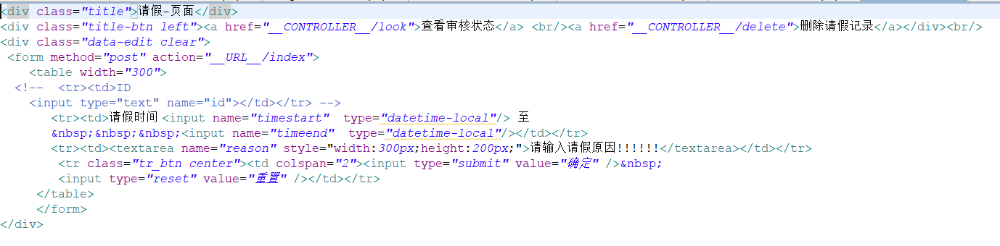 <div class="title">请假-页面</div>
<div class="title-btn left"><a href="__CONTROLLER__/look">查看审核状态</a> <br/><a href="__CONTROLLER__/delete">删除请假记录</a></div><br/>
<div class="data-edit clear">
<form method="post" action="__URL__/index">
<table width="300">
<!--  <tr><td>ID
<input type="text" name="id"></td></tr> -->
<tr><td>请假时间 <input name="timestart"  type="datetime-local"/> 至
&nbsp;&nbsp;&nbsp;<input name="timeend"  type="datetime-local"/></td></tr>
<tr><td><textarea name="reason" style="width:300px;height:200px;">请输入请假原因!!!!!!</textarea></td></tr>
<tr class="tr_btn center"><td colspan="2"><input type="submit" value="确定" />&nbsp;
<input type="reset" value="重置" /></td></tr>
</table>
</form>
</div>